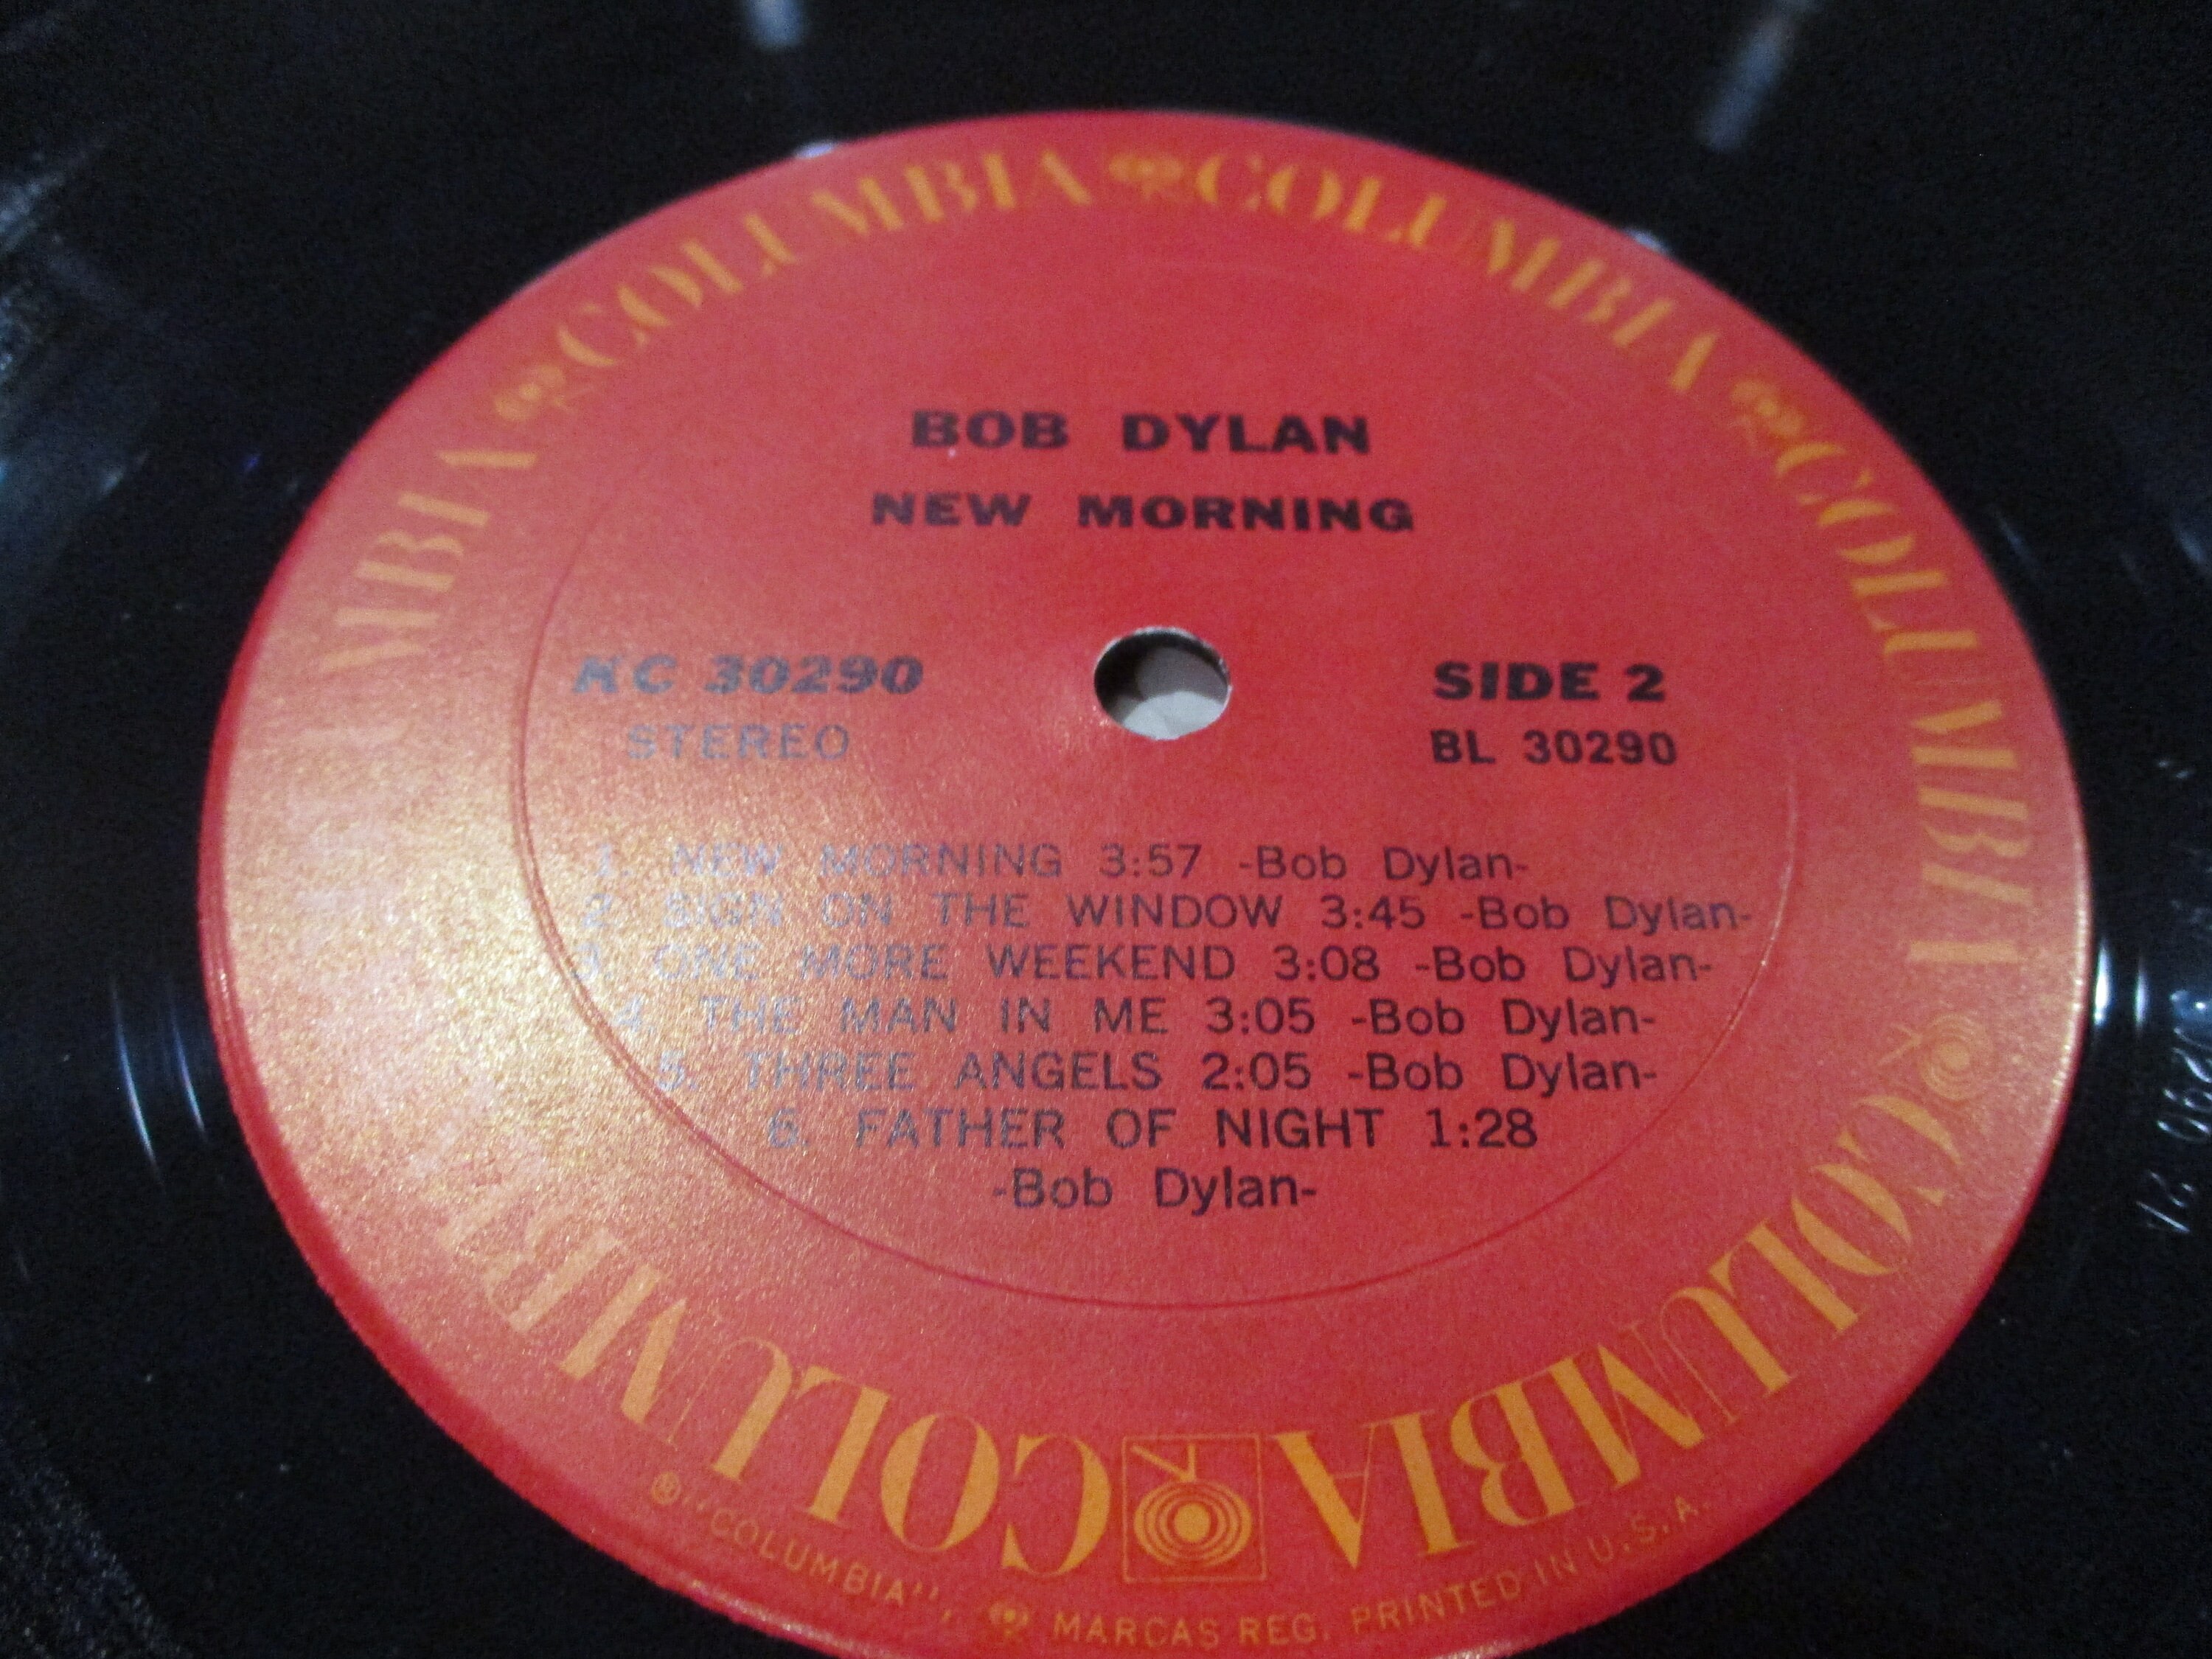 COLUMBIA COLUMBIA COLUMBIA COLUMBIA COLUMBIA
BOB DYLAN
NEW MORNING
KC 30290
STEREO
SIDE 2
BL 30290
1. NEW MORNING 3:57 -Bob Dylan-
2. SIGN ON THE WINDOW 3:45 -Bob Dylan-
3. ONE MORE WEEKEND 3:08 -Bob Dylan-
4. THE MAN IN ME 3:05 -Bob Dylan-
5. THREE ANGELS 2:05 -Bob Dylan-
6. FATHER OF NIGHT 1:28
-Bob Dylan-
® "COLUMBIA", MARCAS REG. PRINTED IN U.S.A.